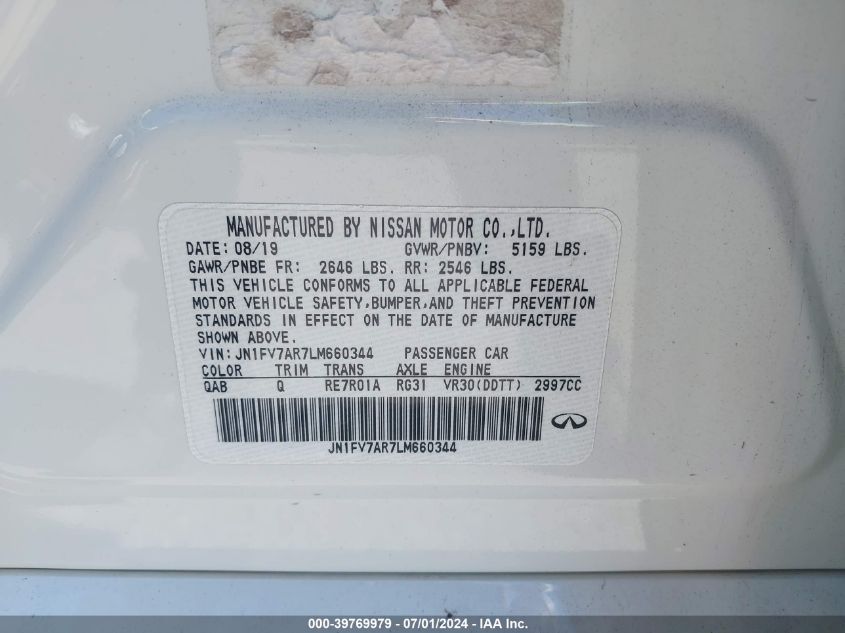 MANUFACTURED BY NISSAN MOTOR CO.,LTD.
DATE: 08/19 GVWR/PNBV: 5159 LBS.
GAWR/PNBE FR: 2646 LBS. RR: 2546 LBS.
THIS VEHICLE CONFORMS TO ALL APPLICABLE FEDERAL
MOTOR VEHICLE SAFETY,BUMPER,AND THEFT PREVENTION
STANDARDS IN EFFECT ON THE DATE OF MANUFACTURE
SHOWN ABOVE.
VIN: JN1FV7AR7LM660344 PASSENGER CAR
COLOR TRIM TRANS AXLE ENGINE
QAB Q RE7R01A RG31 VR30(DDTT) 2997CC
JN1FV7AR7LM660344
000-39769979 - 07/01/2024 - IAA Inc.